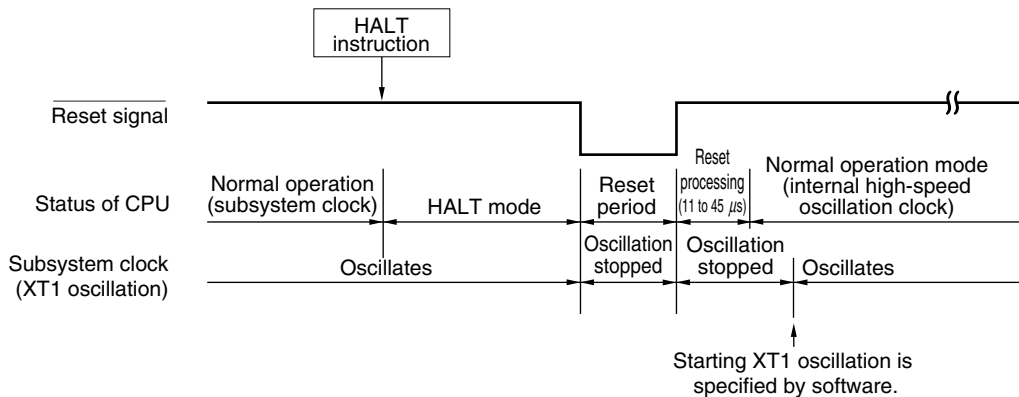 HALT
instruction
Reset signal
Status of CPU
Normal operation
(subsystem clock)
HALT mode
Reset
period
Reset
processing
(11 to 45 μs)
Normal operation mode
(internal high-speed
oscillation clock)
Subsystem clock
(XT1 oscillation)
Oscillates
Oscillation
stopped
Oscillation
stopped
Oscillates
Starting XT1 oscillation is
specified by software.